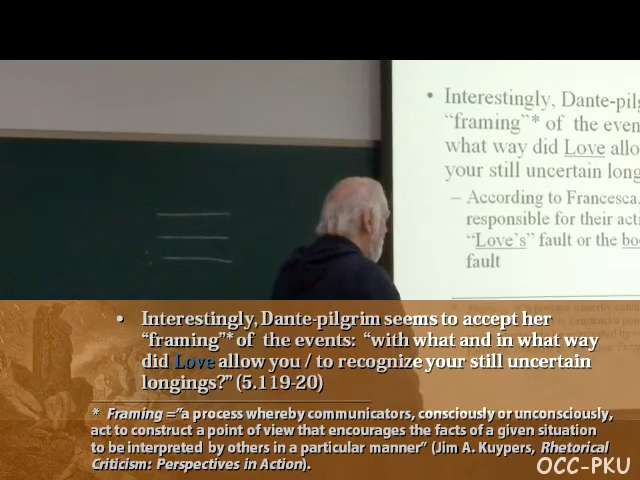 • Interestingly, Dante-pil
"framing"* of the even
what way did Love allo
your still uncertain long
– According to Francesca,
responsible for their act
"Love's" fault or the bo
fault
• Interestingly, Dante-pilgrim seems to accept her
"framing"* of the events: "with what and in what way
did Love allow you / to recognize your still uncertain
longings?" (5.119-20)
* Framing ="a process whereby communicators, consciously or unconsciously,
act to construct a point of view that encourages the facts of a given situation
to be interpreted by others in a particular manner" (Jim A. Kuypers, Rhetorical
Criticism: Perspectives in Action).
OCC-PKU